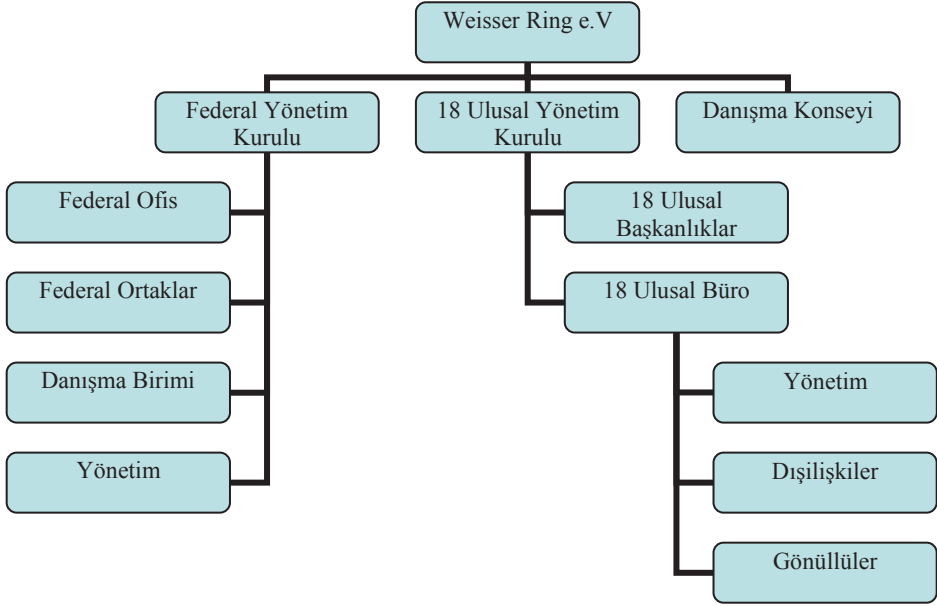 Weisser Ring e.V
Federal Yönetim
Kurulu
18 Ulusal Yönetim
Kurulu
Danışma Konseyi
Federal Ofis
18 Ulusal
Başkanlıklar
Federal Ortaklar
18 Ulusal Büro
Danışma Birimi
Yönetim
Yönetim
Dışilişkiler
Gönüllüler